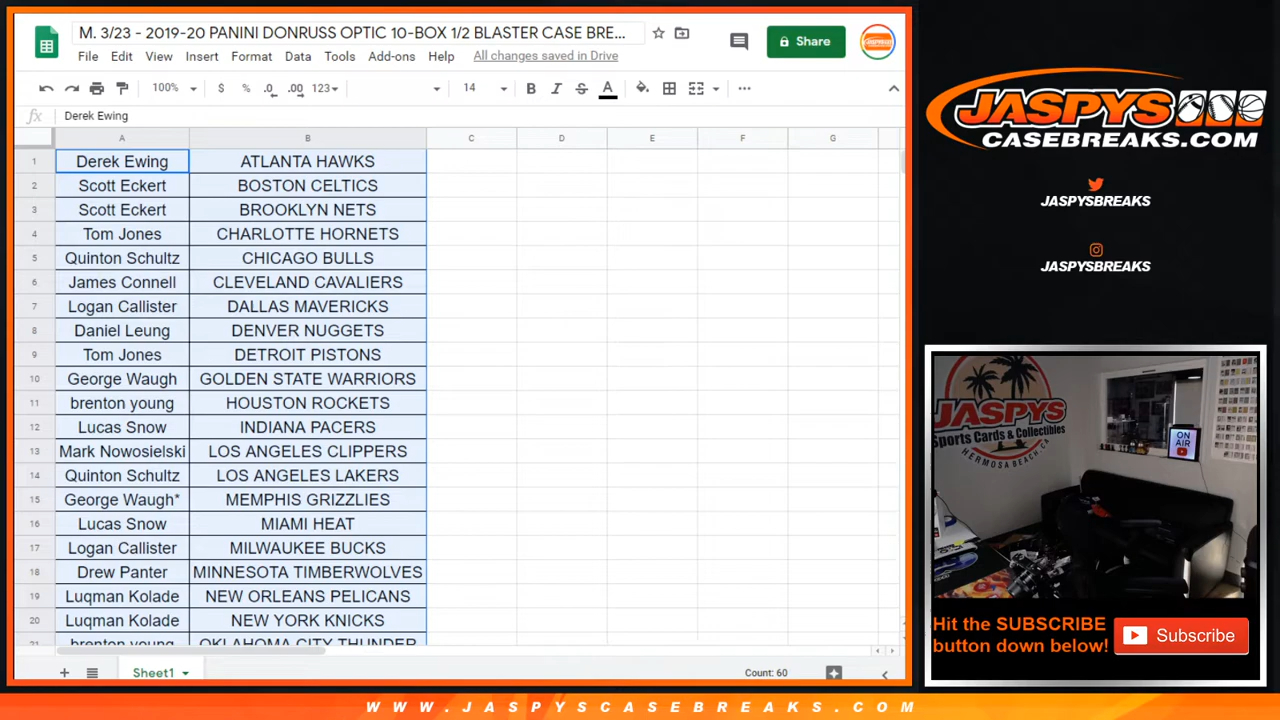 M. 3/23 - 2019-20 PANINI DONRUSS OPTIC 10-BOX 1/2 BLASTER CASE BRE...
Share
File Edit View Insert Format Data Tools Add-ons Help All changes saved in Drive
100% $ % .0 .00 123 14 B I S A
fx Derek Ewing
A B C D E F G
1 Derek Ewing ATLANTA HAWKS
2 Scott Eckert BOSTON CELTICS
3 Scott Eckert BROOKLYN NETS
4 Tom Jones CHARLOTTE HORNETS
5 Quinton Schultz CHICAGO BULLS
6 James Connell CLEVELAND CAVALIERS
7 Logan Callister DALLAS MAVERICKS
8 Daniel Leung DENVER NUGGETS
9 Tom Jones DETROIT PISTONS
10 George Waugh GOLDEN STATE WARRIORS
11 brenton young HOUSTON ROCKETS
12 Lucas Snow INDIANA PACERS
13 Mark Nowosielski LOS ANGELES CLIPPERS
14 Quinton Schultz LOS ANGELES LAKERS
15 George Waugh* MEMPHIS GRIZZLIES
16 Lucas Snow MIAMI HEAT
17 Logan Callister MILWAUKEE BUCKS
18 Drew Panter MINNESOTA TIMBERWOLVES
19 Luqman Kolade NEW ORLEANS PELICANS
20 Luqman Kolade NEW YORK KNICKS
21 brenton young OKLAHOMA CITY THUNDER
Sheet1
Count: 60
JASPYS
CASEBREAKS.COM
JASPYSBREAKS
JASPYSBREAKS
JASPYS
Sports Cards & Collectibles
HERMOSA BEACH, CA
ON
AIR
Hit the SUBSCRIBE
button down below!
Subscribe
WWW.JASPYSCASEBREAKS.COM